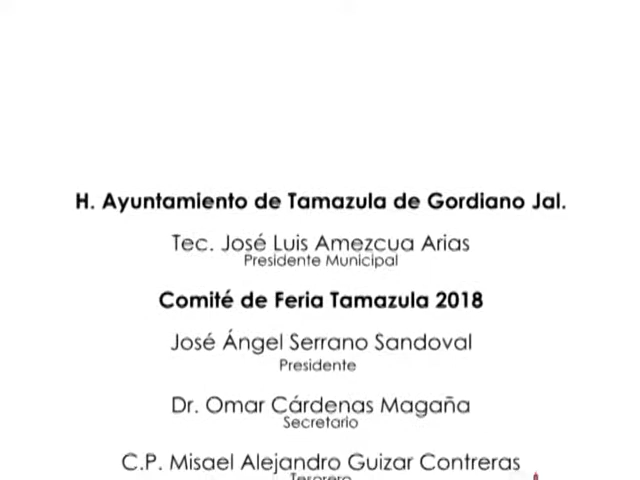 H. Ayuntamiento de Tamazula de Gordiano Jal.
Tec. José Luis Amezcua Arias
Presidente Municipal
Comité de Feria Tamazula 2018
José Ángel Serrano Sandoval
Presidente
Dr. Omar Cárdenas Magaña
Secretario
C.P. Misael Alejandro Guizar Contreras
Tesorero